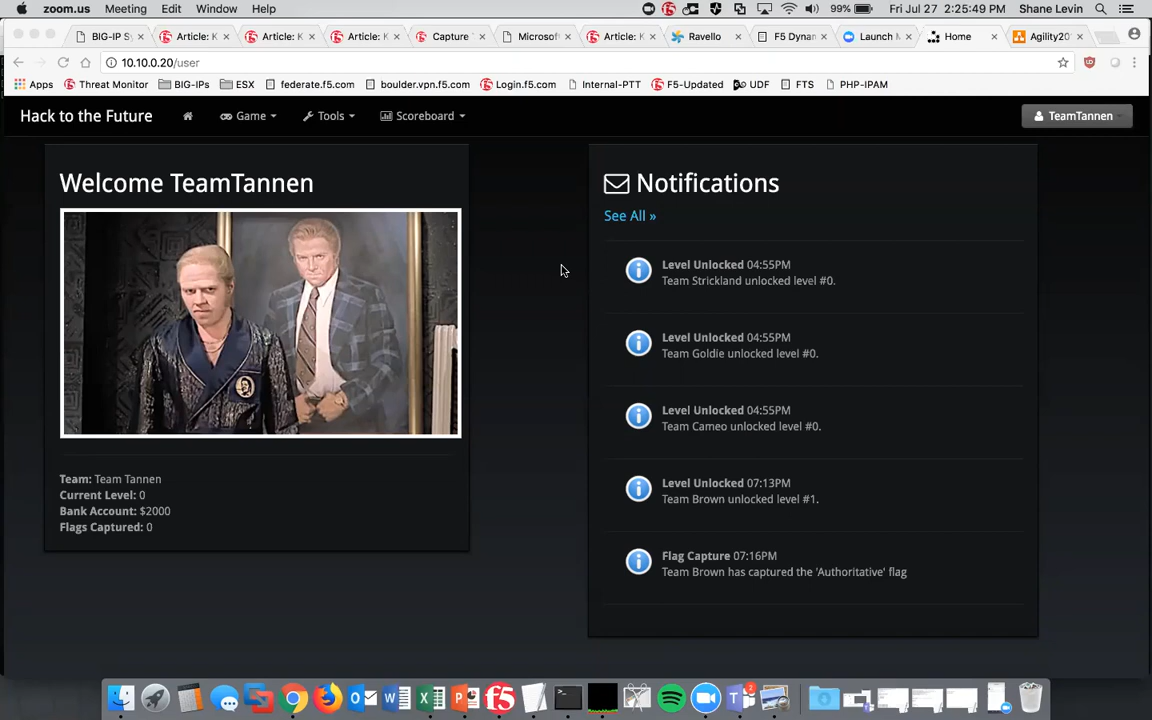 zoom.us Meeting Edit Window Help 99% Fri Jul 27 2:25:49 PM Shane Levin
BIG-IP Sy Article: K Article: K Article: K Capture Microsof Article: K Ravello F5 Dynam Launch M Home Agility20
10.10.0.20/user
Apps Threat Monitor BIG-IPs ESX federate.f5.com boulder.vpn.f5.com Login.f5.com Internal-PTT F5-Updated UDF FTS PHP-IPAM
Hack to the Future Game Tools Scoreboard TeamTannen
Welcome TeamTannen
Team: Team Tannen
Current Level: 0
Bank Account: $2000
Flags Captured: 0
Notifications
See All »
Level Unlocked 04:55PM
Team Strickland unlocked level #0.
Level Unlocked 04:55PM
Team Goldie unlocked level #0.
Level Unlocked 04:55PM
Team Cameo unlocked level #0.
Level Unlocked 07:13PM
Team Brown unlocked level #1.
Flag Capture 07:16PM
Team Brown has captured the 'Authoritative' flag